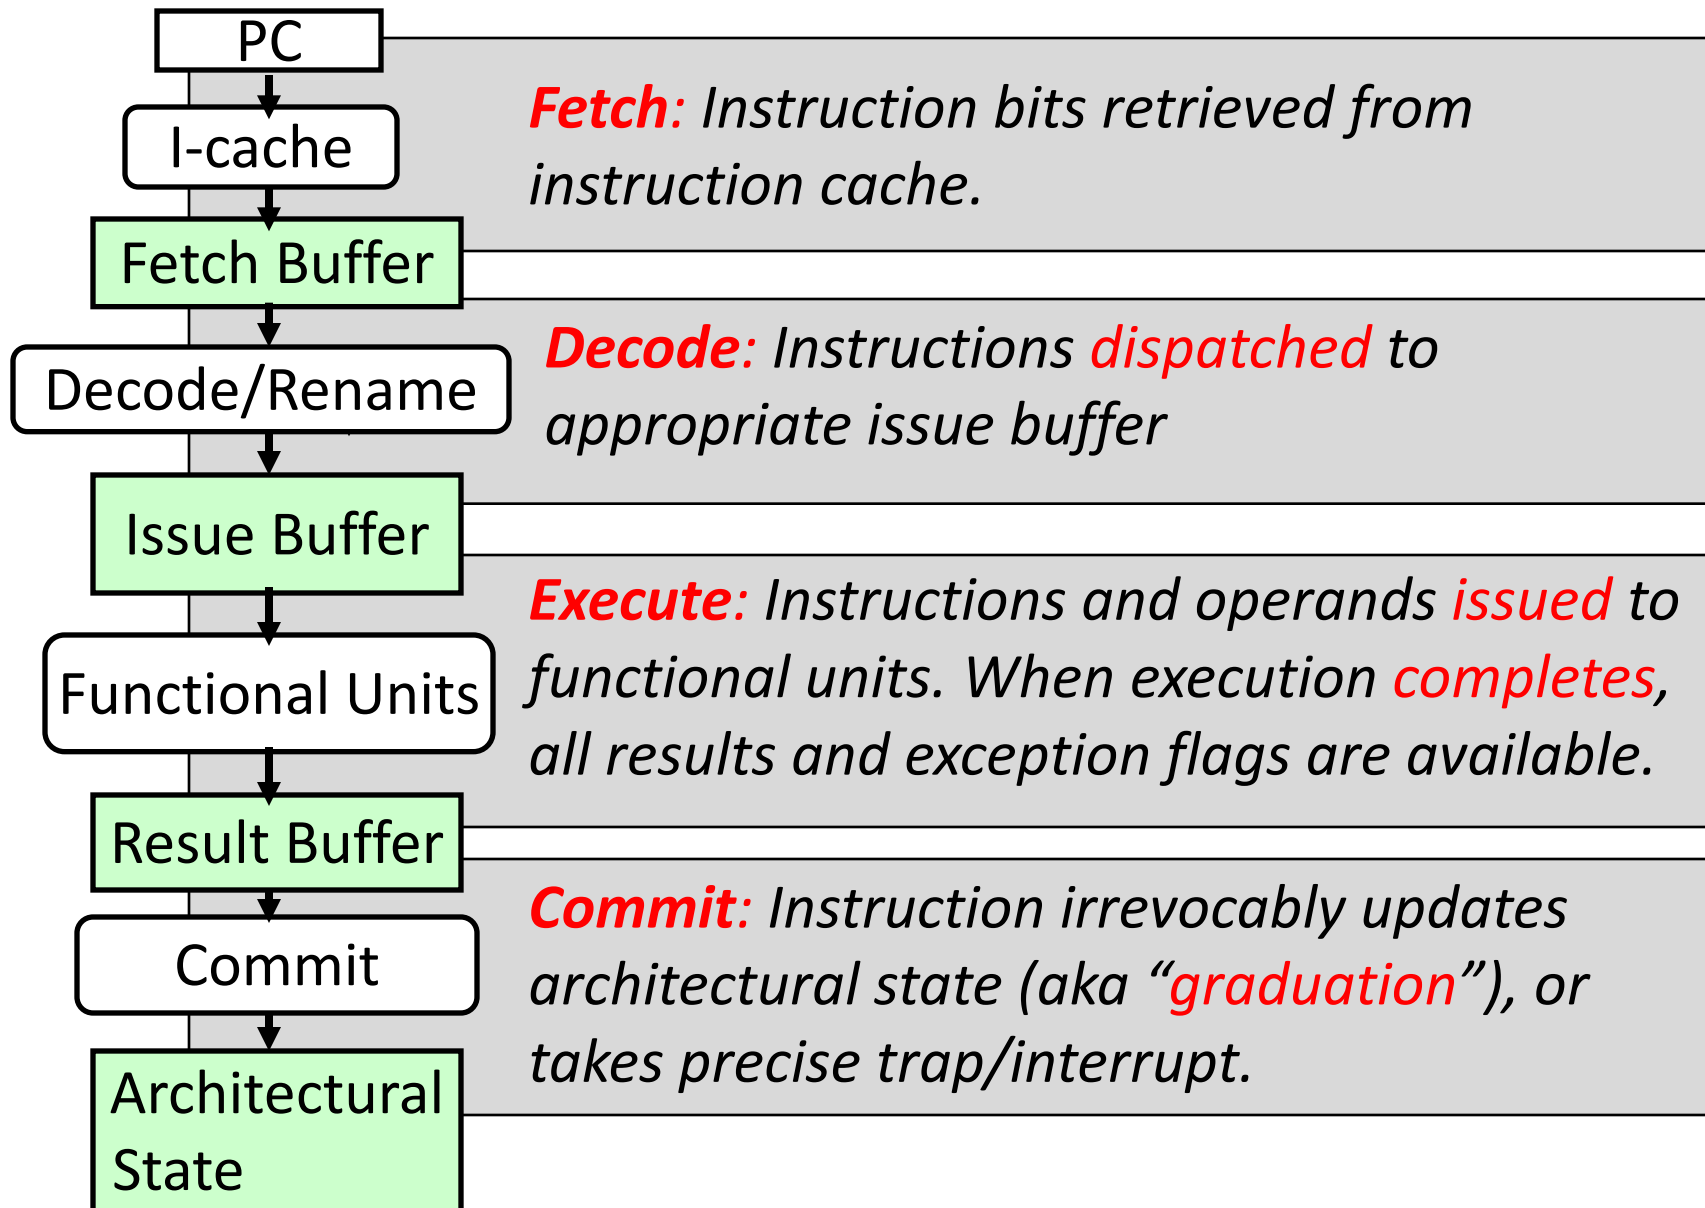 PC
I-cache
Fetch Buffer
Fetch: Instruction bits retrieved from
instruction cache.
Decode/Rename
Decode: Instructions dispatched to
appropriate issue buffer
Issue Buffer
Functional Units
Execute: Instructions and operands issued to
functional units. When execution completes,
all results and exception flags are available.
Result Buffer
Commit
Commit: Instruction irrevocably updates
architectural state (aka “graduation”), or
takes precise trap/interrupt.
Architectural
State